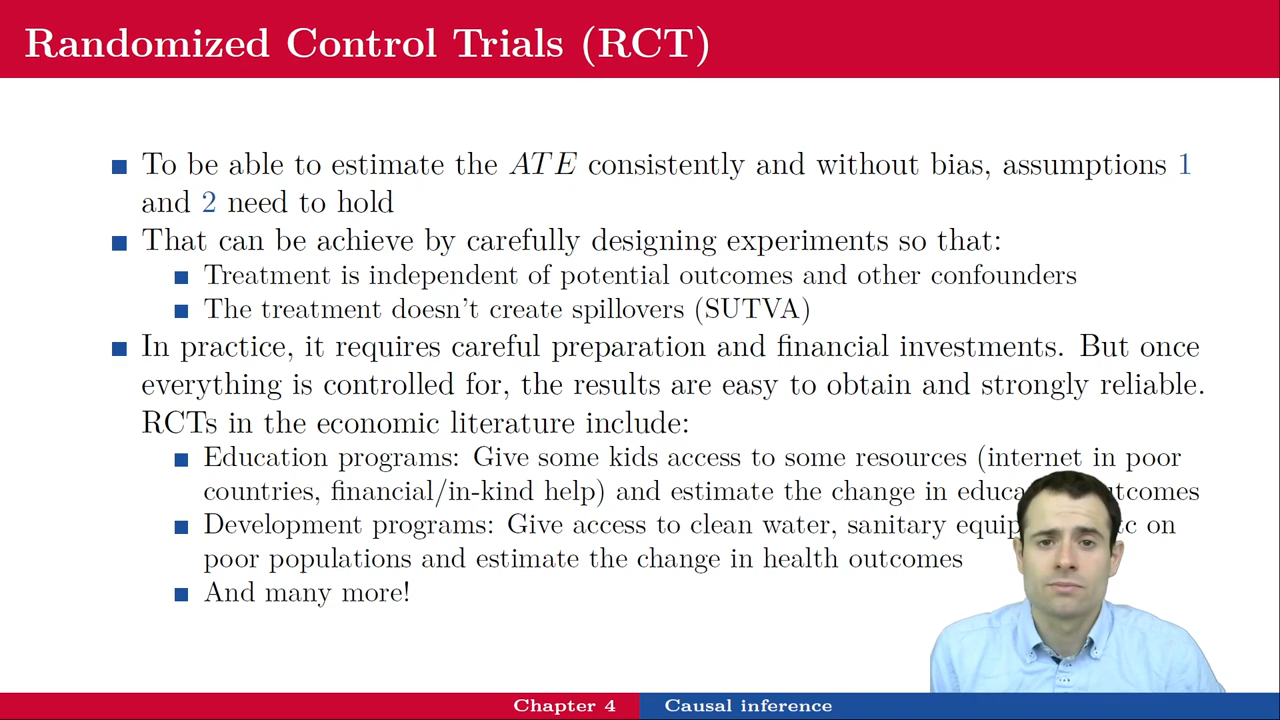 Randomized Control Trials (RCT)
To be able to estimate the ATE consistently and without bias, assumptions 1
and 2 need to hold
That can be achieve by carefully designing experiments so that:
Treatment is independent of potential outcomes and other confounders
The treatment doesn't create spillovers (SUTVA)
In practice, it requires careful preparation and financial investments. But once
everything is controlled for, the results are easy to obtain and strongly reliable.
RCTs in the economic literature include:
Education programs: Give some kids access to some resources (internet in poor
countries, financial/in-kind help) and estimate the change in outcomes
Development programs: Give access to clean water, sanitary on
poor populations and estimate the change in health outcomes
And many more!
Chapter 4
Causal inference